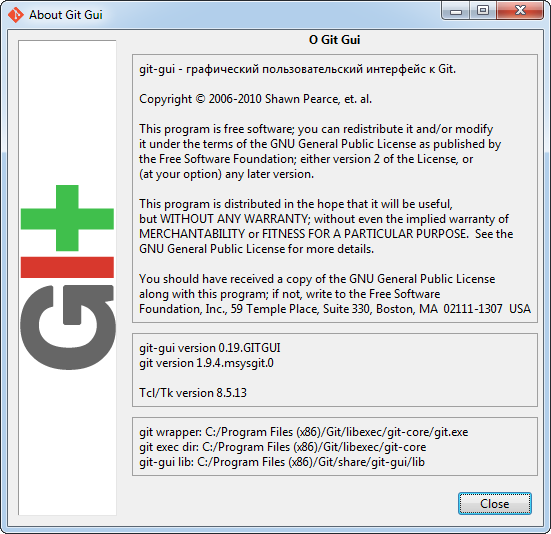 About Git Gui
О Git Gui
git-gui - графический пользовательский интерфейс к Git.
Copyright © 2006-2010 Shawn Pearce, et. al.
This program is free software; you can redistribute it and/or modify
it under the terms of the GNU General Public License as published by
the Free Software Foundation; either version 2 of the License, or
(at your option) any later version.
This program is distributed in the hope that it will be useful,
but WITHOUT ANY WARRANTY; without even the implied warranty of
MERCHANTABILITY or FITNESS FOR A PARTICULAR PURPOSE.  See the
GNU General Public License for more details.
You should have received a copy of the GNU General Public License
along with this program; if not, write to the Free Software
Foundation, Inc., 59 Temple Place, Suite 330, Boston, MA  02111-1307  USA
git-gui version 0.19.GITGUI
git version 1.9.4.msysgit.0
Tcl/Tk version 8.5.13
git wrapper: C:/Program Files (x86)/Git/libexec/git-core/git.exe
git exec dir: C:/Program Files (x86)/Git/libexec/git-core
git-gui lib: C:/Program Files (x86)/Git/share/git-gui/lib
Close
GIt